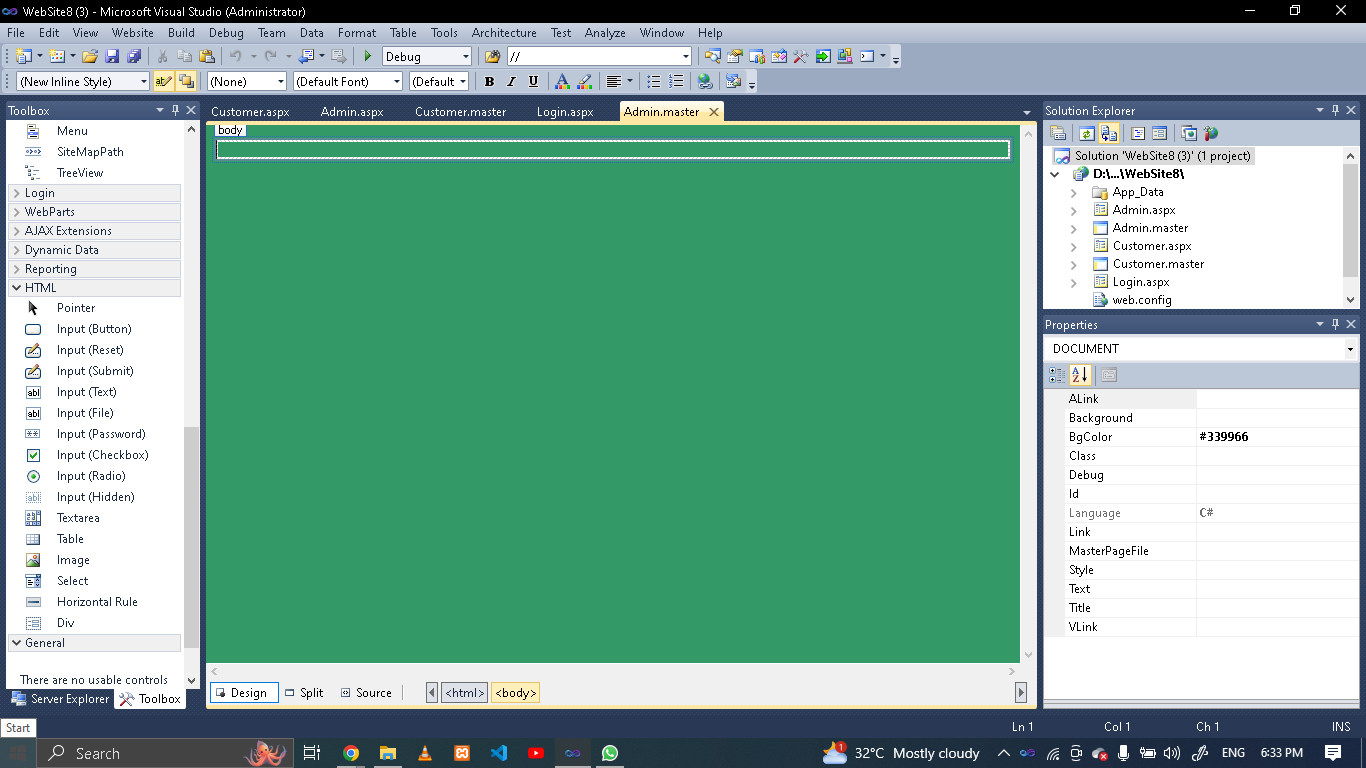 WebSite8 (3) - Microsoft Visual Studio (Administrator)
File Edit View Website Build Debug Team Data Format Table Tools Architecture Test Analyze Window Help
Debug //
(New Inline Style) (None) (Default Font) (Default B I U A
Toolbox
Menu
SiteMapPath
TreeView
Login
WebParts
AJAX Extensions
Dynamic Data
Reporting
HTML
Pointer
Input (Button)
Input (Reset)
Input (Submit)
abl Input (Text)
abl Input (File)
Input (Password)
Input (Checkbox)
Input (Radio)
abl Input (Hidden)
Textarea
Table
Image
Select
Horizontal Rule
Div
General
There are no usable controls
Server Explorer Toolbox
Customer.aspx Admin.aspx Customer.master Login.aspx Admin.master
body
Design Split Source <html> <body>
Solution Explorer
Solution 'WebSite8 (3)' (1 project)
D:\...\WebSite8\
App_Data
Admin.aspx
Admin.master
Customer.aspx
Customer.master
Login.aspx
web.config
Properties
DOCUMENT
ALink
Background
BgColor #339966
Class
Debug
Id
Language C#
Link
MasterPageFile
Style
Text
Title
VLink
Start Ln 1 Col 1 Ch 1 INS
Search 1 32°C Mostly cloudy ENG 6:33 PM